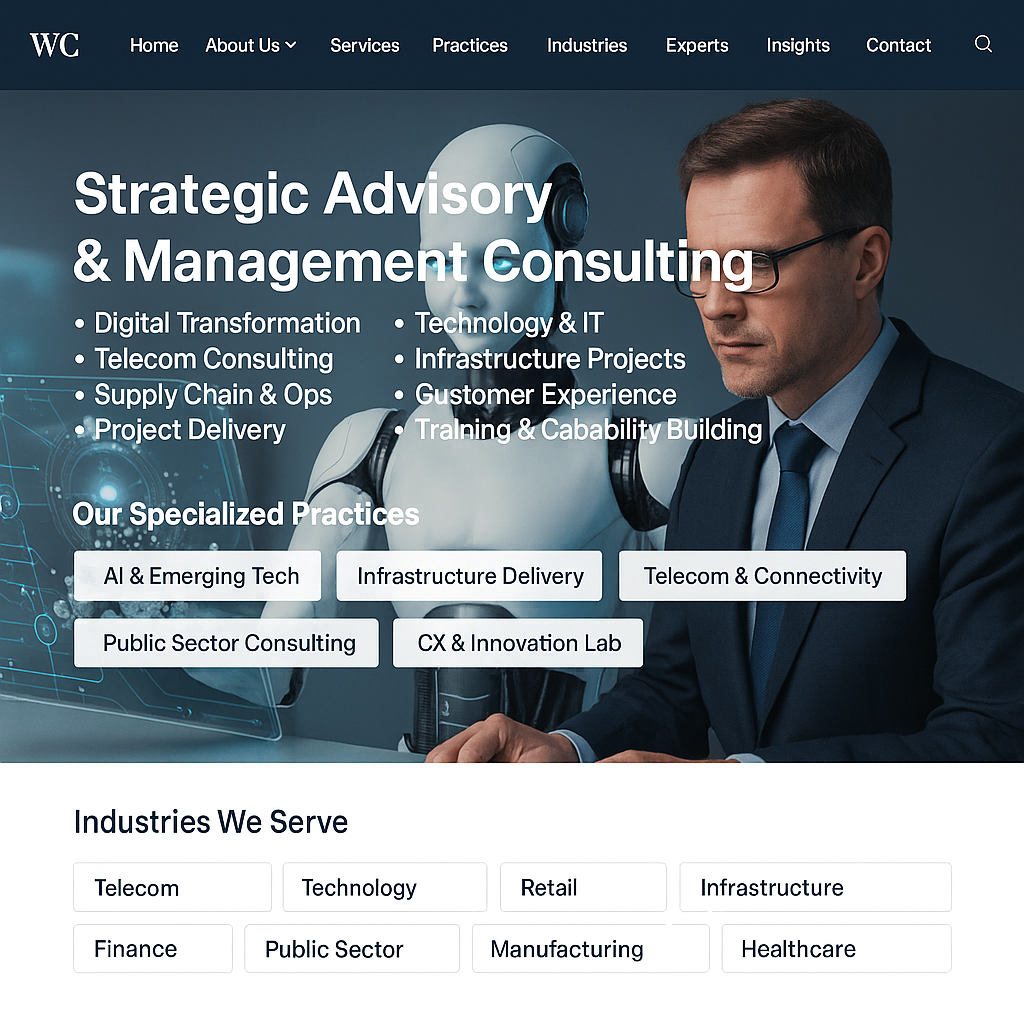 WC Home About Us Services Practices Industries Experts Insights Contact
Strategic Advisory
& Management Consulting
• Digital Transformation
• Telecom Consulting
• Supply Chain & Ops
• Project Delivery
• Technology & IT
• Infrastructure Projects
• Gustomer Experience
• Tralning & Cabability Building
Our Specialized Practices
AI & Emerging Tech Infrastructure Delivery Telecom & Connectivity
Public Sector Consulting CX & Innovation Lab
Industries We Serve
Telecom Technology Retail Infrastructure
Finance Public Sector Manufacturing Healthcare